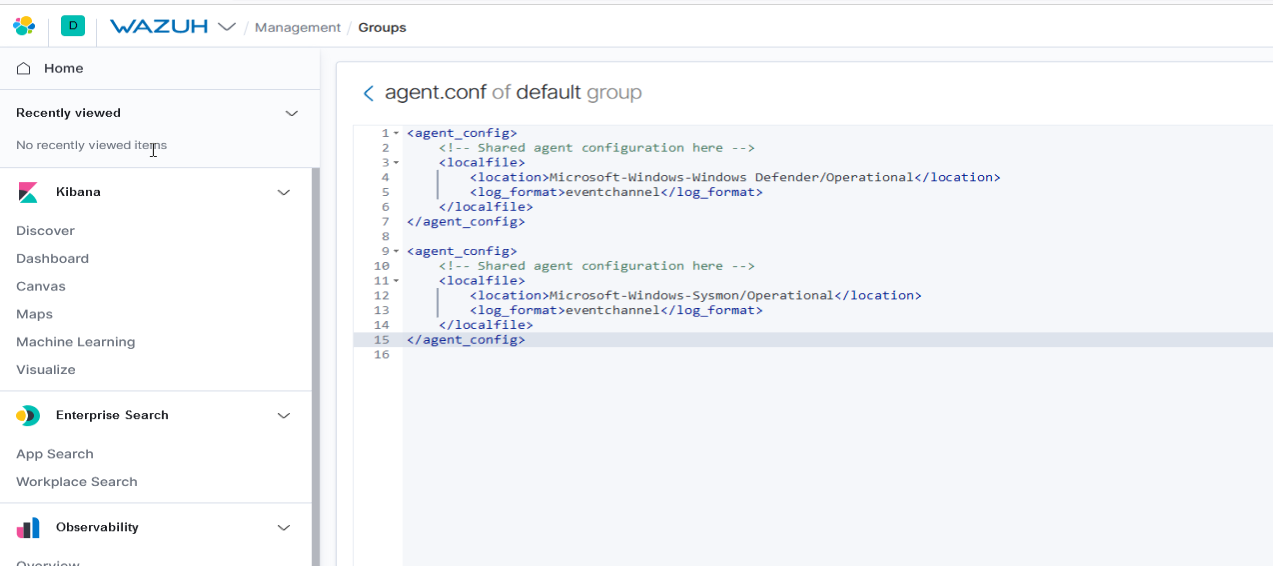 D WAZUH / Management / Groups
Home
Recently viewed
No recently viewed items
Kibana
Discover
Dashboard
Canvas
Maps
Machine Learning
Visualize
Enterprise Search
App Search
Workplace Search
Observability
Overview
agent.conf of default group
1 <agent_config>
2 <!-- Shared agent configuration here -->
3 <localfile>
4 <location>Microsoft-Windows-Windows Defender/Operational</location>
5 <log_format>eventchannel</log_format>
6 </localfile>
7 </agent_config>
8
9 <agent_config>
10 <!-- Shared agent configuration here -->
11 <localfile>
12 <location>Microsoft-Windows-Sysmon/Operational</location>
13 <log_format>eventchannel</log_format>
14 </localfile>
15 </agent_config>
16